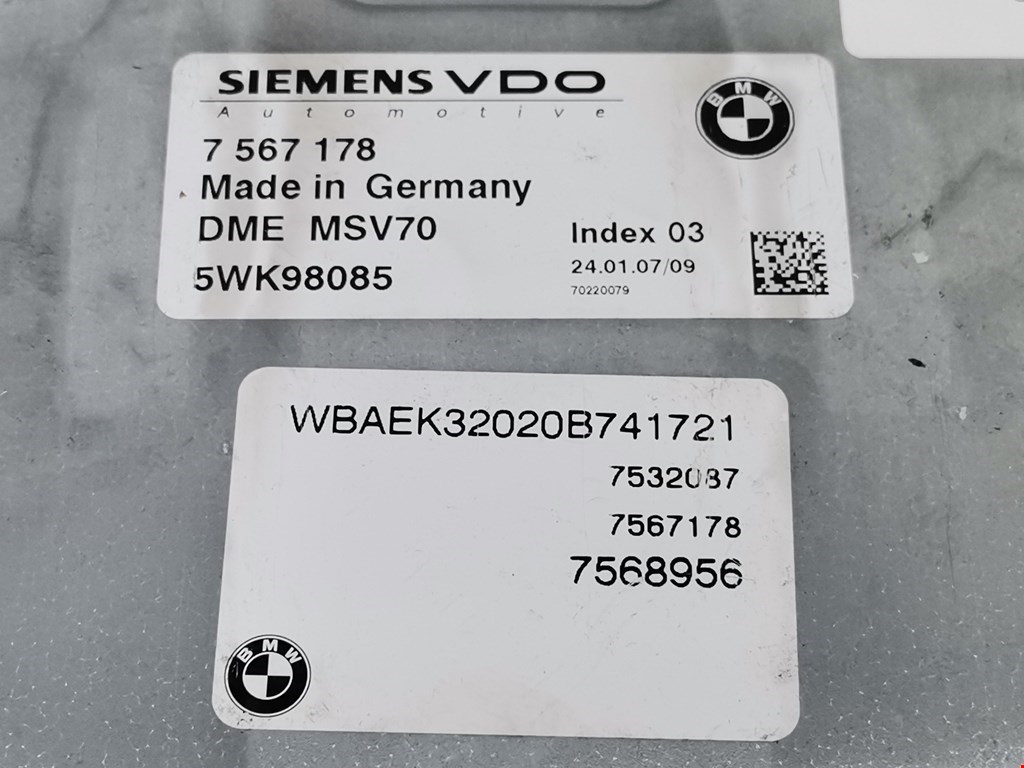 SIEMENS VDO
Automotive
BMW
7 567 178
Made in Germany
DME MSV70
Index 03
5WK98085
24.01.07/09
70220079
WBAEK32020B741721
7532087
7567178
7568956
BMW